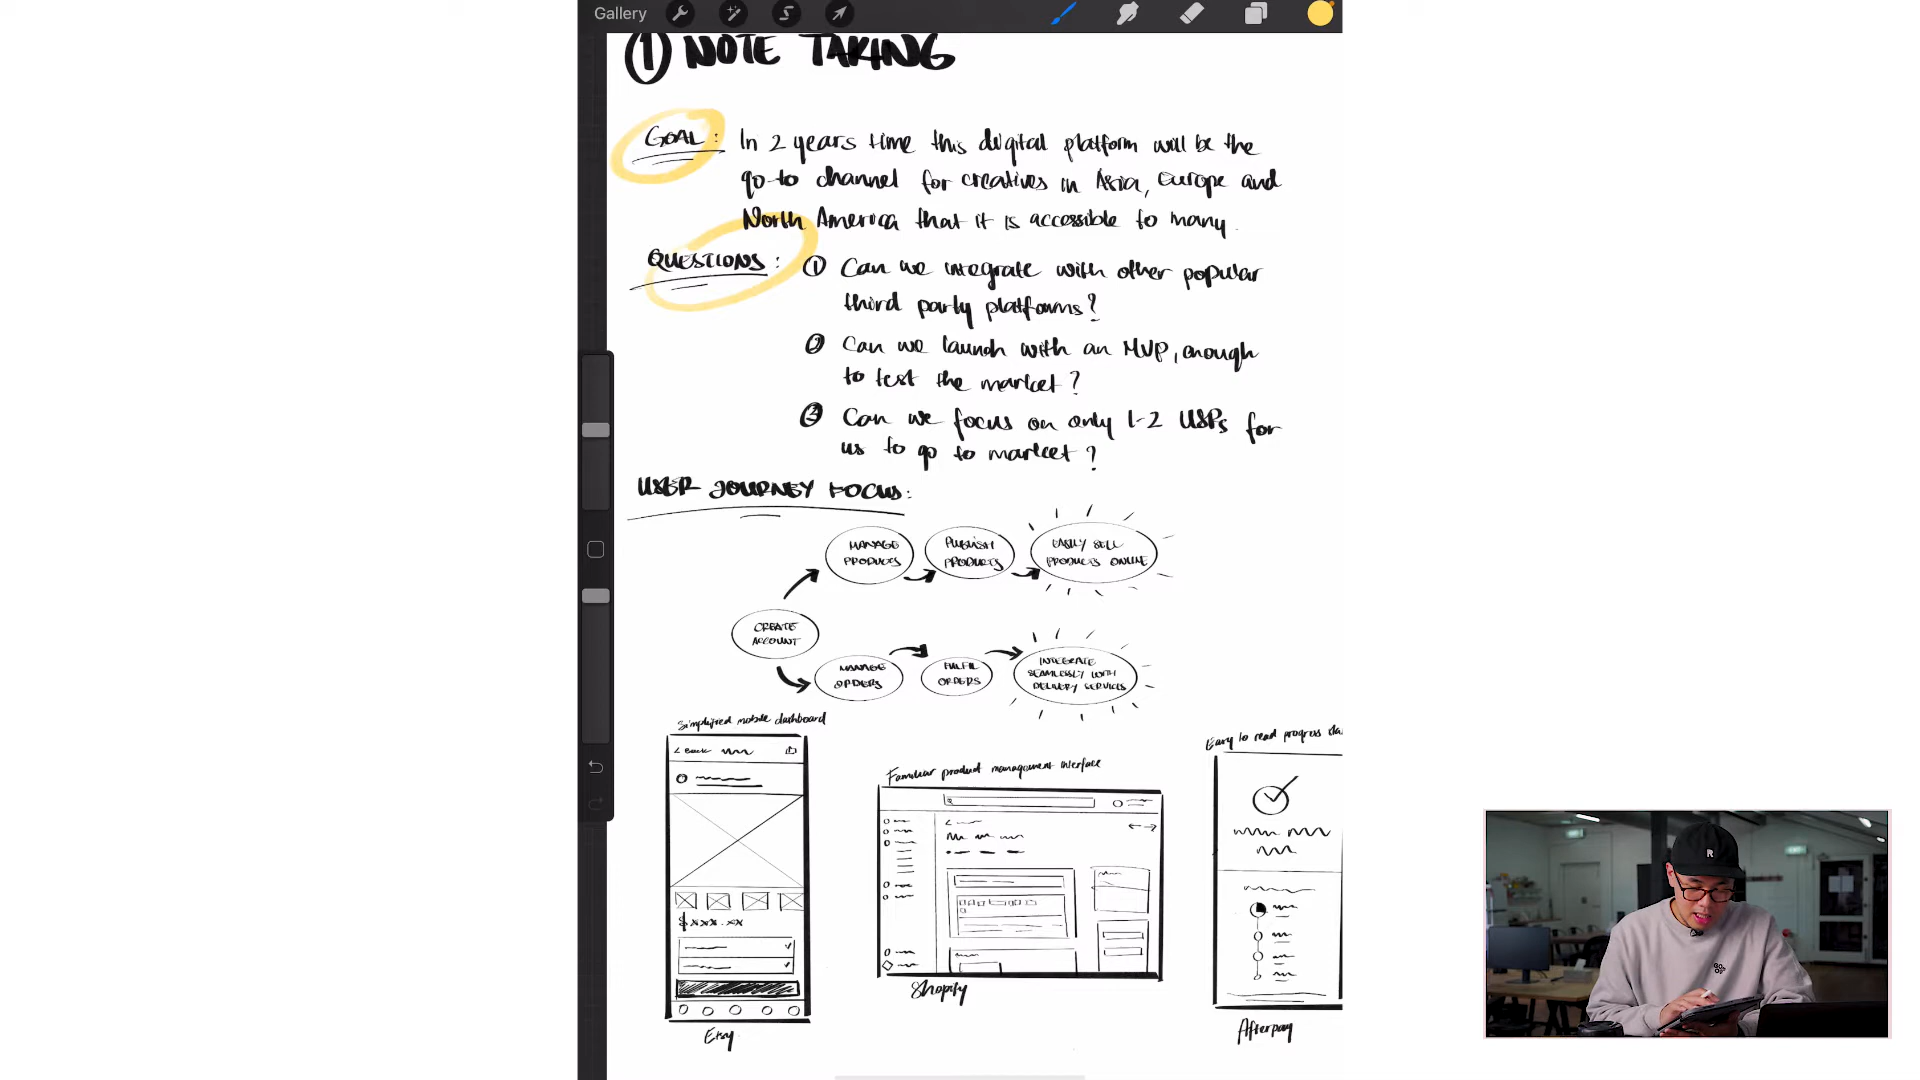 Gallery
① NOTE TAKING
GOAL: In 2 years time this digital platform will be the
go-to channel for creatives in Asia, Europe and
North America that it is accessible to many.
QUESTIONS: ① Can we integrate with other popular
third party platforms?
② Can we launch with an MVP, enough
to test the market?
Can we focus on only 1-2 USPs for
us to go to market?
USER JOURNEY FOCUS:
MANAGE
PRODUCTS
PUBLISH
PRODUCTS
EASILY SELL
PRODUCTS ONLINE
CREATE
ACCOUNT
MANAGE
ORDERS
FULFIL
ORDERS
INTEGRATE
SEAMLESSLY WITH
DELIVERY SERVICES
Simplified mobile dashboard
< Back
$xxx.xx
Etsy
Familiar product management interface
Shopify
Easy to read progress
Afterpay
R